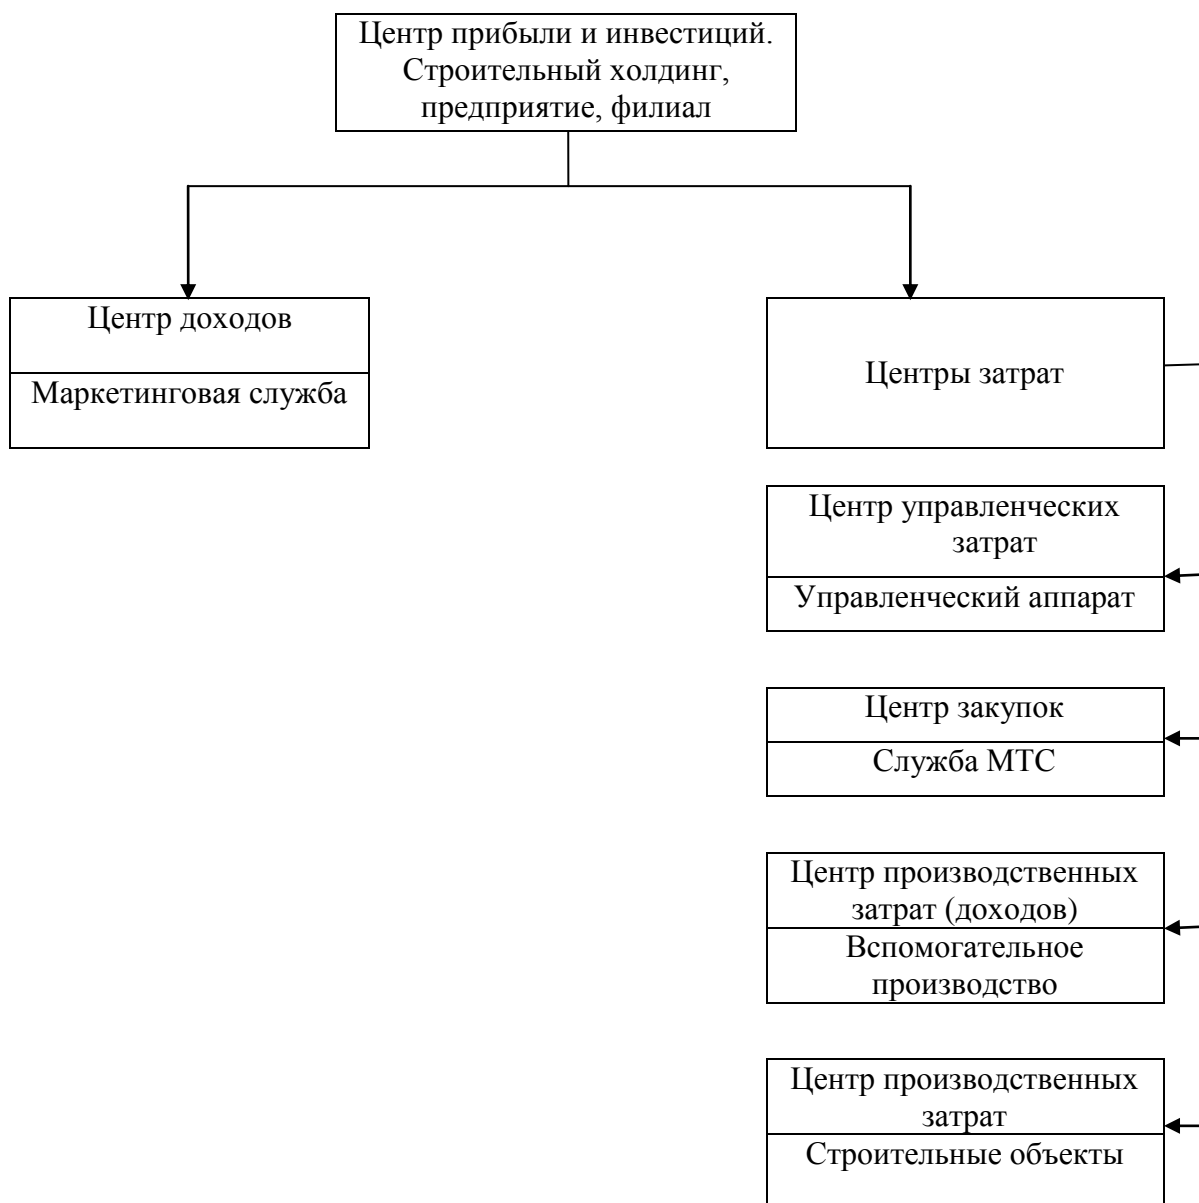 Центр прибыли и инвестиций.
Строительный холдинг,
предприятие, филиал
Центр доходов
Маркетинговая служба
Центры затрат
Центр управленческих
затрат
Управленческий аппарат
Центр закупок
Служба МТС
Центр производственных
затрат (доходов)
Вспомогательное
производство
Центр производственных
затрат
Строительные объекты